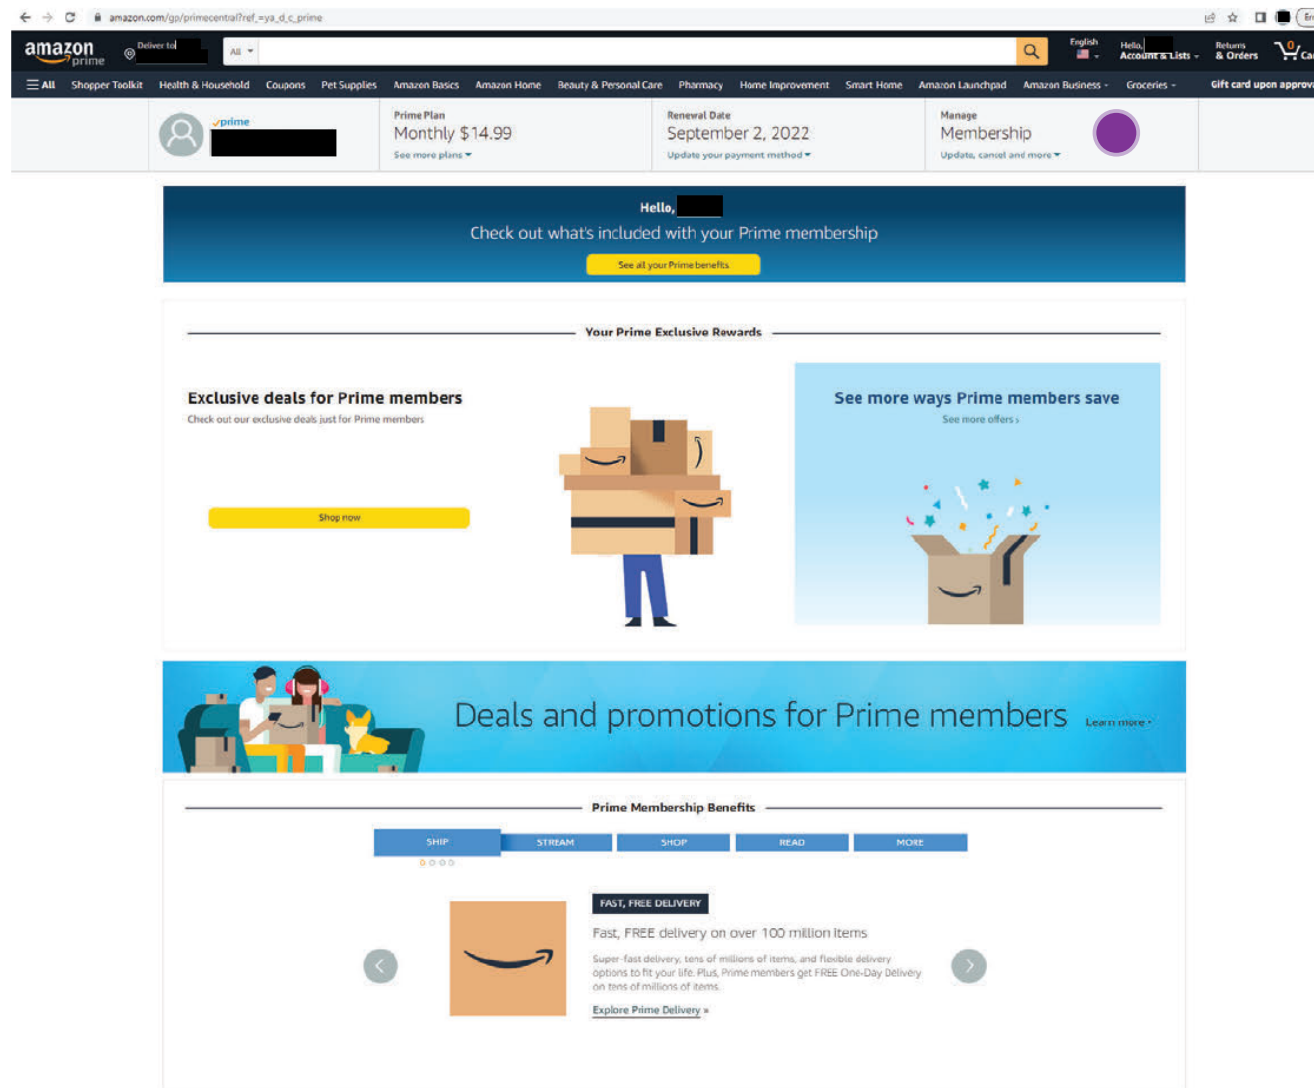 amazon.com/gp/primecentral?ref_=ya_d_c_prime
amazon
prime
Deliver to
All
English
Hello,
Account & Lists
Returns
& Orders
0
All Shopper Toolkit Health & Household Coupons Pet Supplies Amazon Basics Amazon Home Beauty & Personal Care Pharmacy Home Improvement Smart Home Amazon Launchpad Amazon Business Groceries Gift card upon approva
prime
Prime Plan
Monthly $14.99
See more plans
Renewal Date
September 2, 2022
Update your payment method
Manage
Membership
Update, cancel and more
Hello,
Check out what's included with your Prime membership
See all your Prime benefits
Your Prime Exclusive Rewards
Exclusive deals for Prime members
Check out our exclusive deals just for Prime members
Shop now
See more ways Prime members save
See more offers ›
Deals and promotions for Prime members Learn more ›
Prime Membership Benefits
SHIP STREAM SHOP READ MORE
FAST, FREE DELIVERY
Fast, FREE delivery on over 100 million items
Super-fast delivery, tens of millions of items, and flexible delivery
options to fit your life. Plus, Prime members get FREE One-Day Delivery
on tens of millions of items.
Explore Prime Delivery »